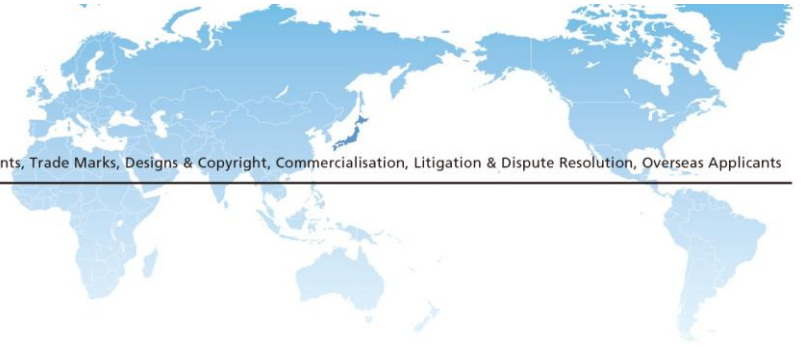 nts, Trade Marks, Designs & Copyright, Commercialisation, Litigation & Dispute Resolution, Overseas Applicants